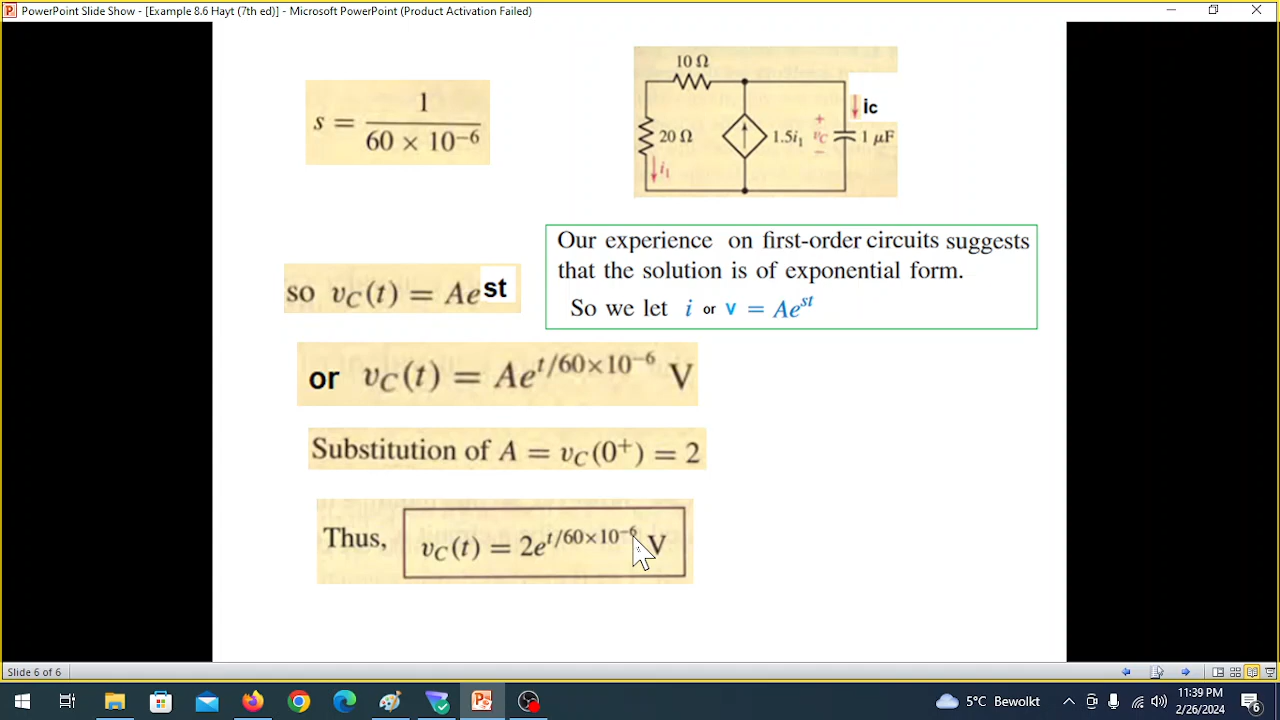 PowerPoint Slide Show - [Example 8.6 Hayt (7th ed)] - Microsoft PowerPoint (Product Activation Failed)
s = 1 / 60 × 10⁻⁶
10 Ω
20 Ω
i₁
1.5i₁
+
vC
−
ic
1 μF
Our experience on first-order circuits suggests
that the solution is of exponential form.
So we let i or v = Aeˢᵗ
so vC(t) = Ae st
or vC(t) = Ae^t/60×10⁻⁶ V
Substitution of A = vC(0⁺) = 2
Thus, vC(t) = 2e^t/60×10⁻⁶ V
Slide 6 of 6
5°C Bewolkt
11:39 PM
2/26/2024
6